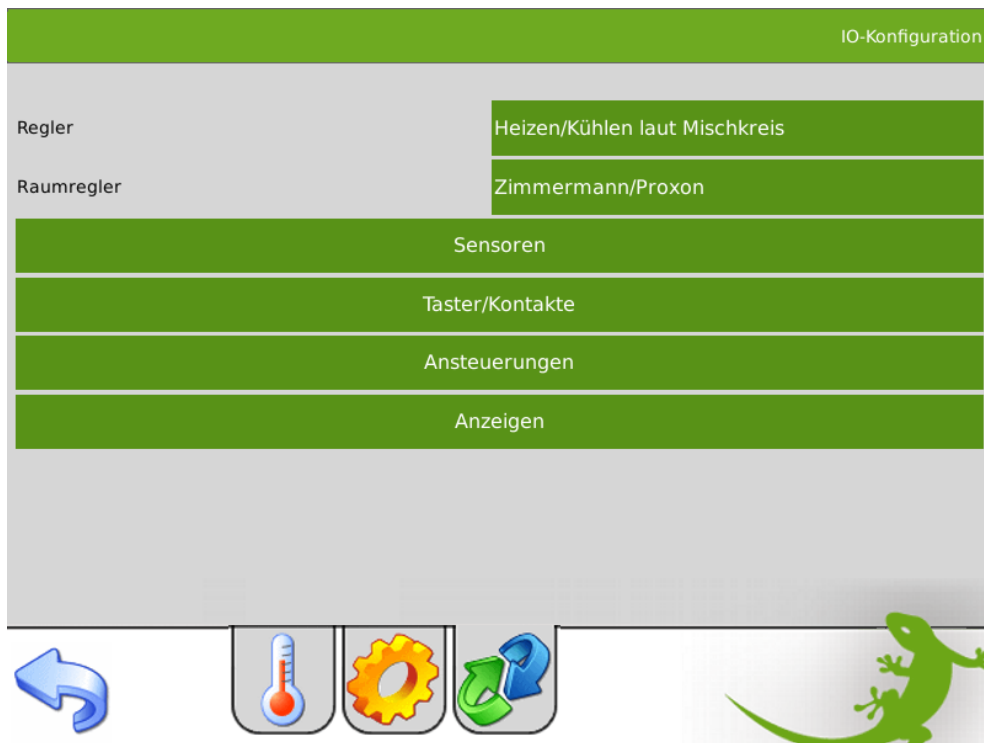 IO-Konfiguration
Regler Heizen/Kühlen laut Mischkreis
Raumregler Zimmermann/Proxon
Sensoren
Taster/Kontakte
Ansteuerungen
Anzeigen